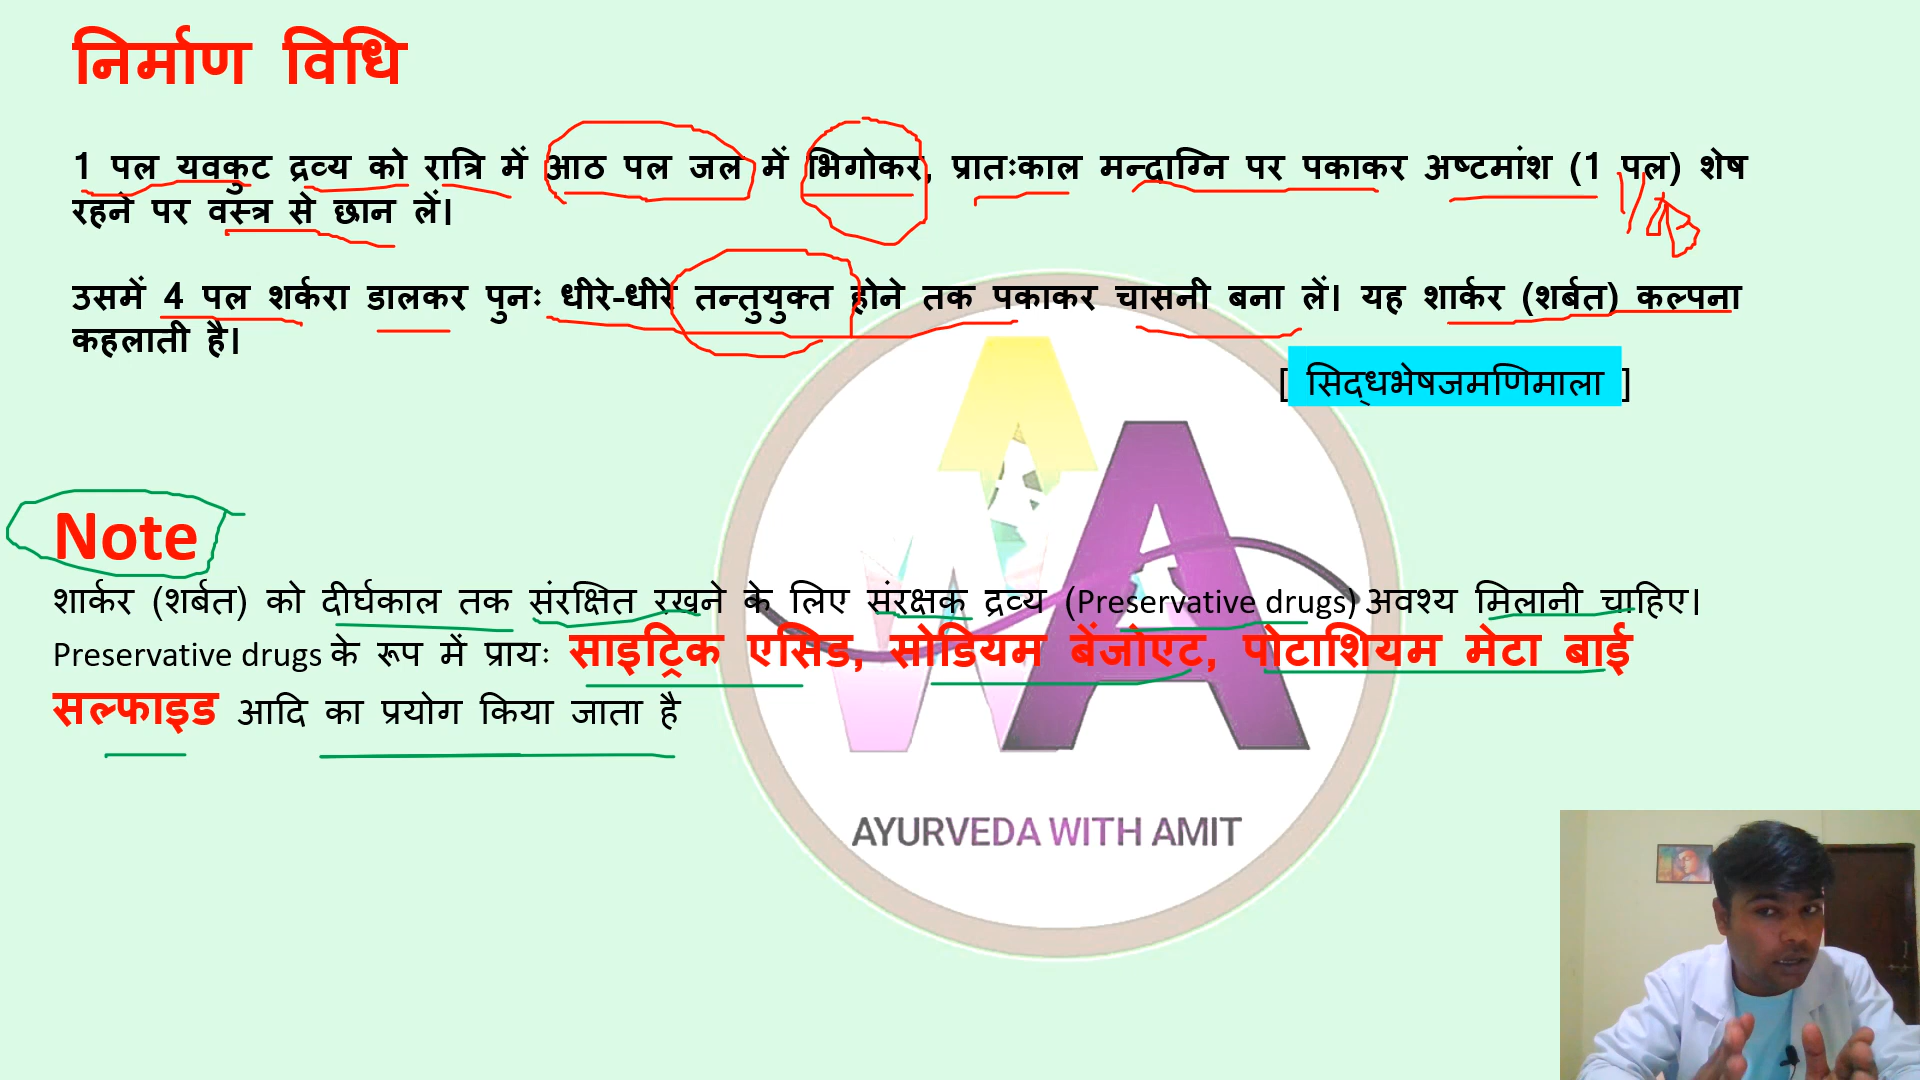 निर्माण विधि
1 पल यवकुट द्रव्य को रात्रि में आठ पल जल में भिगोकर, प्रातःकाल मन्दाग्नि पर पकाकर अष्टमांश (1 पल) शेष
रहने पर वस्त्र से छान लें।
1/8
उसमें 4 पल शर्करा डालकर पुनः धीरे-धीरे तन्तुयुक्त होने तक पकाकर चासनी बना लें। यह शार्कर (शर्बत) कल्पना
कहलाती है।
[ सिद्धभेषजमणिमाला ]
Note
शार्कर (शर्बत) को दीर्घकाल तक संरक्षित रखने के लिए संरक्षक द्रव्य (Preservative drugs) अवश्य मिलानी चाहिए।
Preservative drugs के रूप में प्रायः साइट्रिक एसिड, सोडियम बेंजोएट, पोटाशियम मेटा बाई
सल्फाइड आदि का प्रयोग किया जाता है
AYURVEDA WITH AMIT